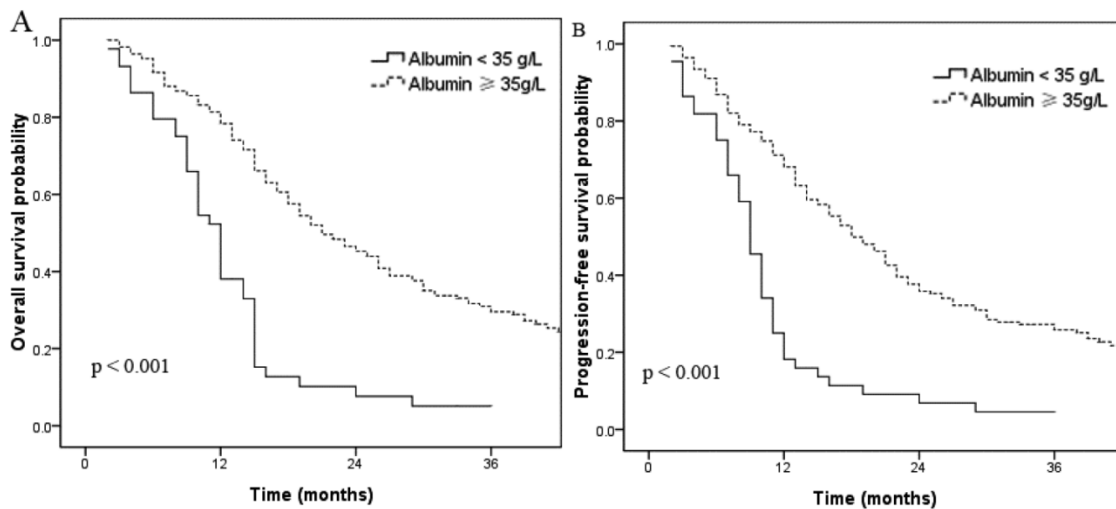 A
Overall survival probability
1.0
0.8
0.6
0.4
0.2
0.0
Albumin < 35 g/L
Albumin ≥ 35g/L
p < 0.001
0
12
24
36
Time (months)
B
Progression-free survival probability
1.0
0.8
0.6
0.4
0.2
0.0
Albumin < 35 g/L
Albumin ≥ 35g/L
p < 0.001
0
12
24
36
Time (months)